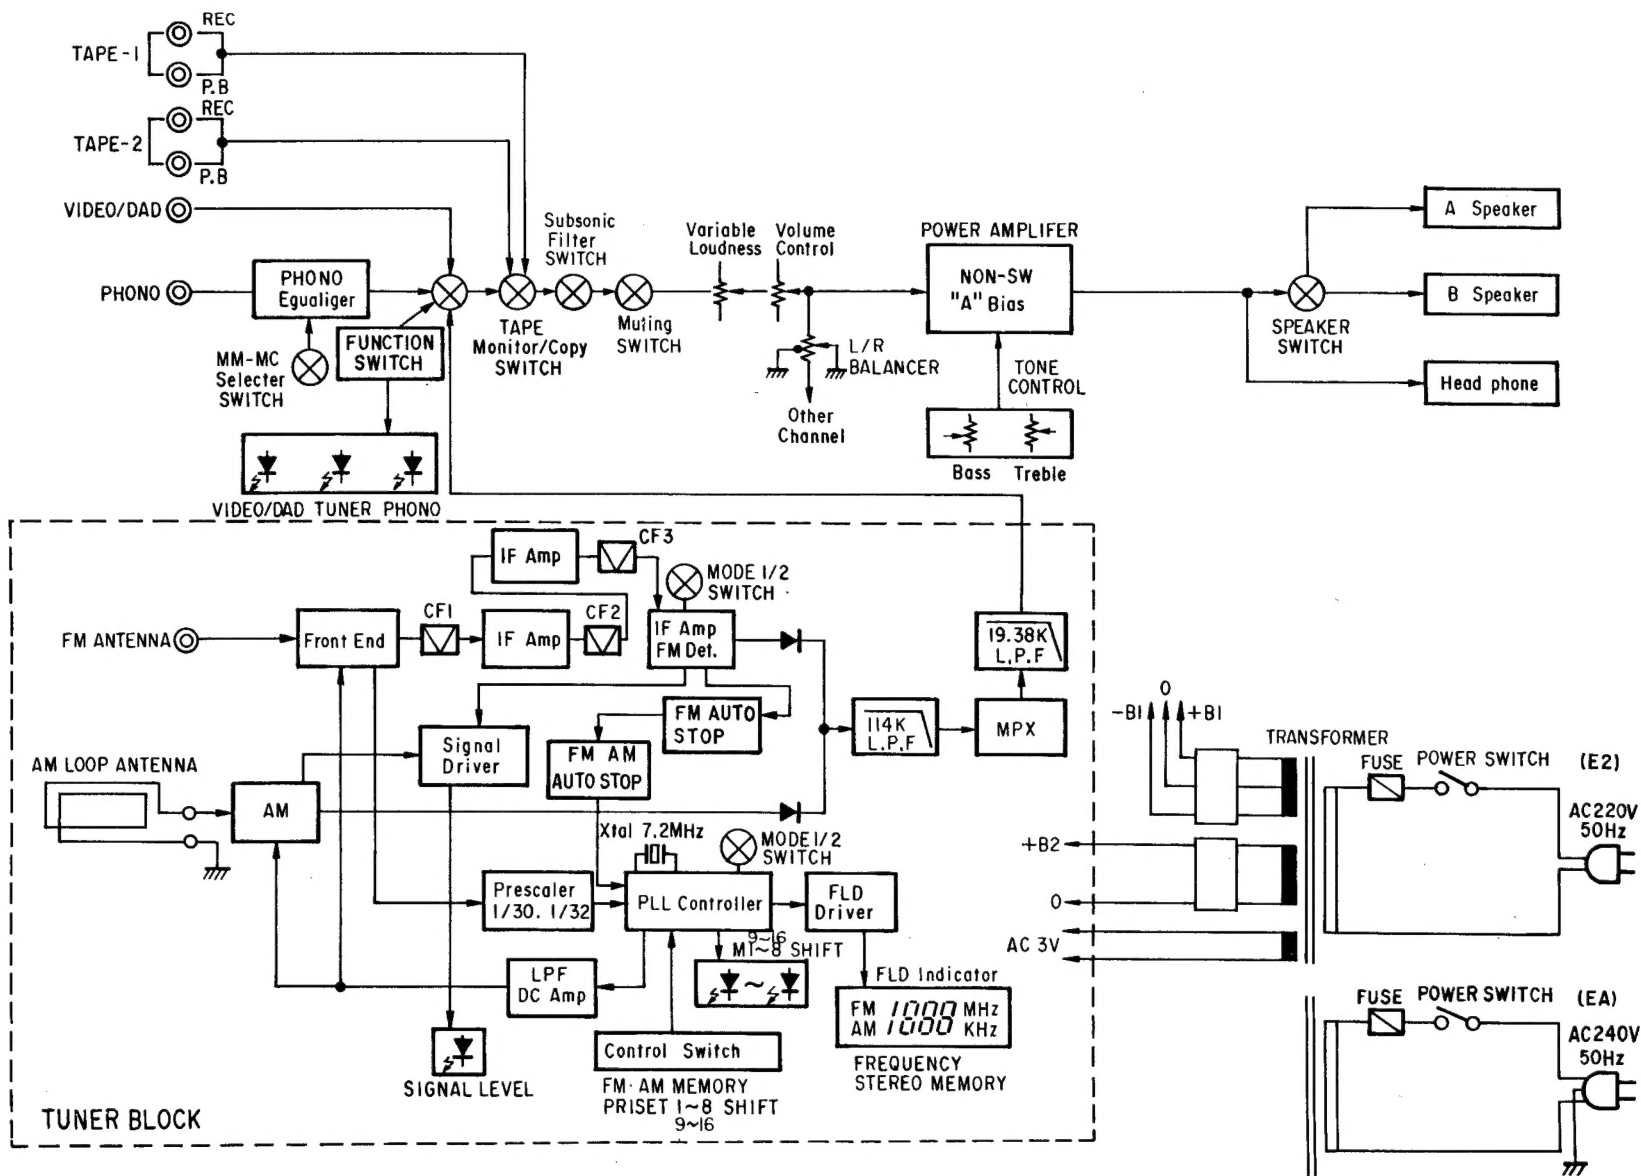 REC
TAPE-1
P.B
REC
TAPE-2
P.B
VIDEO/DAD
PHONO
PHONO
Equaliger
MM-MC
Selecter
SWITCH
FUNCTION
SWITCH
VIDEO/DAD TUNER PHONO
TAPE
Monitor/Copy
SWITCH
Subsonic
Filter
SWITCH
Muting
SWITCH
Variable
Loudness
Volume
Control
L/R
BALANCER
Other
Channel
POWER AMPLIFER
NON-SW
"A" Bias
TONE
CONTROL
Bass Treble
SPEAKER
SWITCH
A Speaker
B Speaker
Head phone
FM ANTENNA
Front End
CF1
IF Amp
CF2
IF Amp
CF3
MODE 1/2
SWITCH
IF Amp
FM Det.
FM AUTO
STOP
FM AM
AUTO STOP
Signal
Driver
AM LOOP ANTENNA
AM
114K
L.P.F
MPX
19.38K
L.P.F
Xtal 7.2MHz
MODE 1/2
SWITCH
Prescaler
1/30. 1/32
PLL Controller
FLD
Driver
9~16
M1~8 SHIFT
LPF
DC Amp
FLD Indicator
FM 1000 MHz
AM 1000 KHz
FREQUENCY
STEREO MEMORY
Control Switch
FM· AM MEMORY
PRISET 1~8 SHIFT
9~16
SIGNAL LEVEL
TUNER BLOCK
0
-B1
+B1
+B2
0
AC 3V
TRANSFORMER
FUSE
POWER SWITCH
(E2)
AC220V
50Hz
FUSE
POWER SWITCH
(EA)
AC240V
50Hz